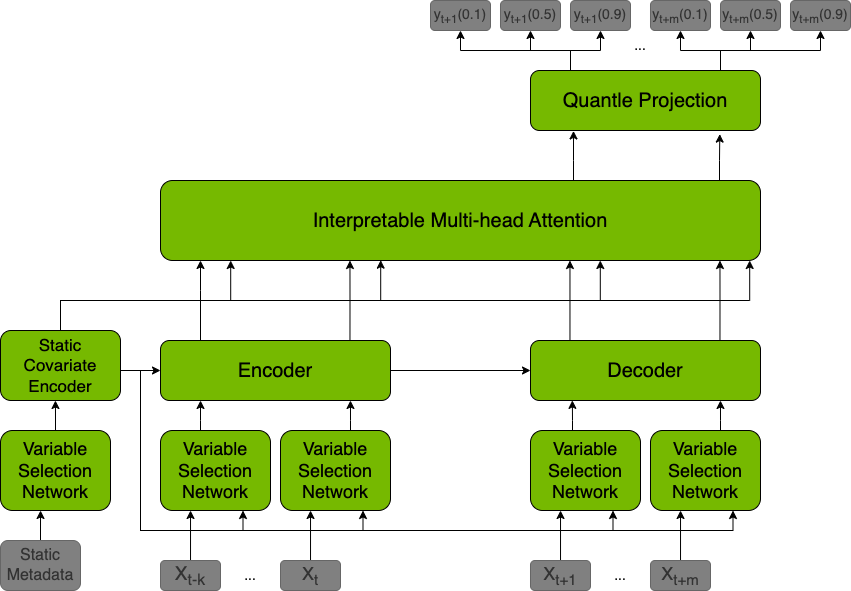 y_{t+1}(0.1) y_{t+1}(0.5) y_{t+1}(0.9) ... y_{t+m}(0.1) y_{t+m}(0.5) y_{t+m}(0.9)
Quantle Projection
Interpretable Multi-head Attention
Static
Covariate
Encoder
Encoder
Decoder
Variable
Selection
Network
Variable
Selection
Network
Variable
Selection
Network
Variable
Selection
Network
Variable
Selection
Network
Static
Metadata
X_{t-k} ... X_t X_{t+1} ... X_{t+m}